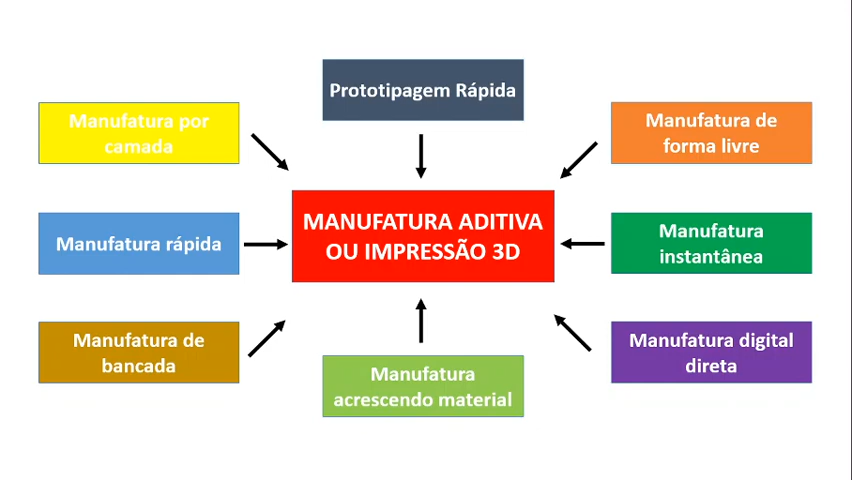 Prototipagem Rápida
Manufatura por
camada
Manufatura de
forma livre
MANUFATURA ADITIVA
OU IMPRESSÃO 3D
Manufatura rápida
Manufatura
instantânea
Manufatura de
bancada
Manufatura
acrescendo material
Manufatura digital
direta